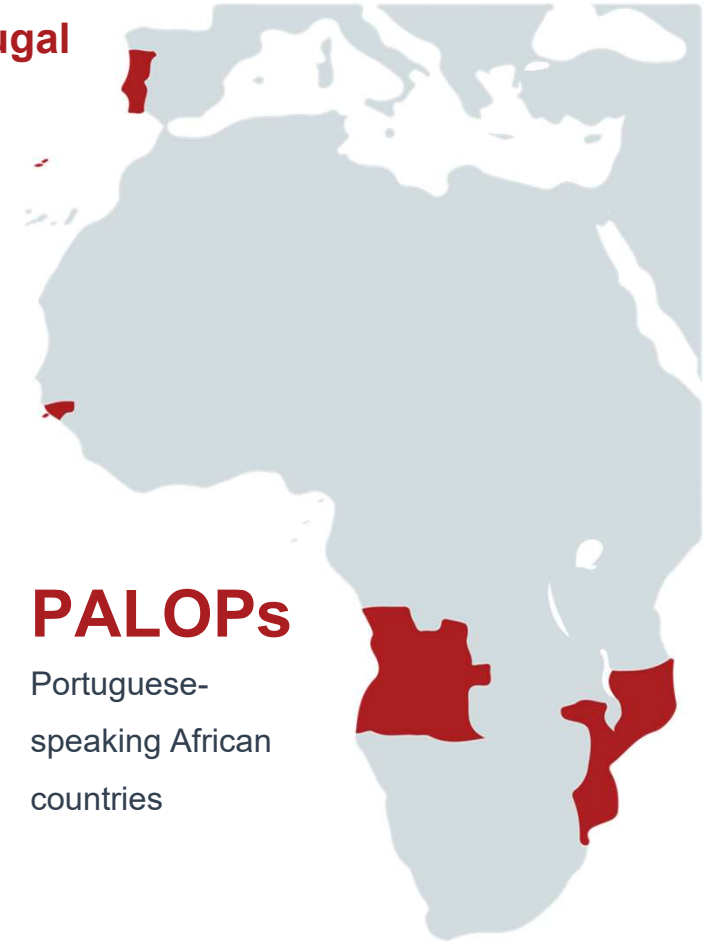 ugal
PALOPs
Portuguese-
speaking African
countries